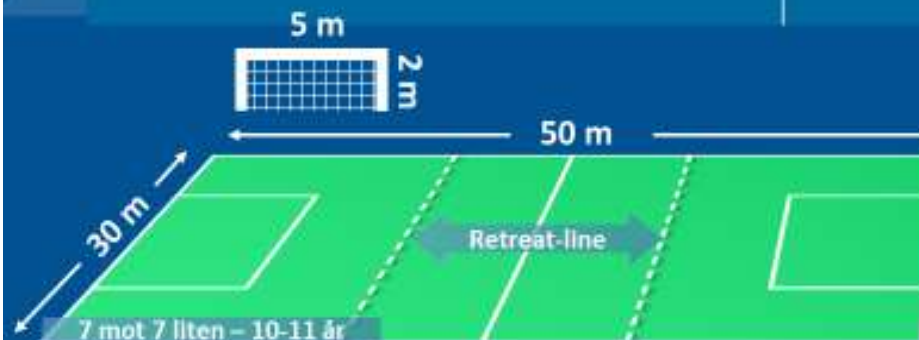 5 m
2 m
50 m
30 m
Retreat-line
7 mot 7 liten – 10-11 år